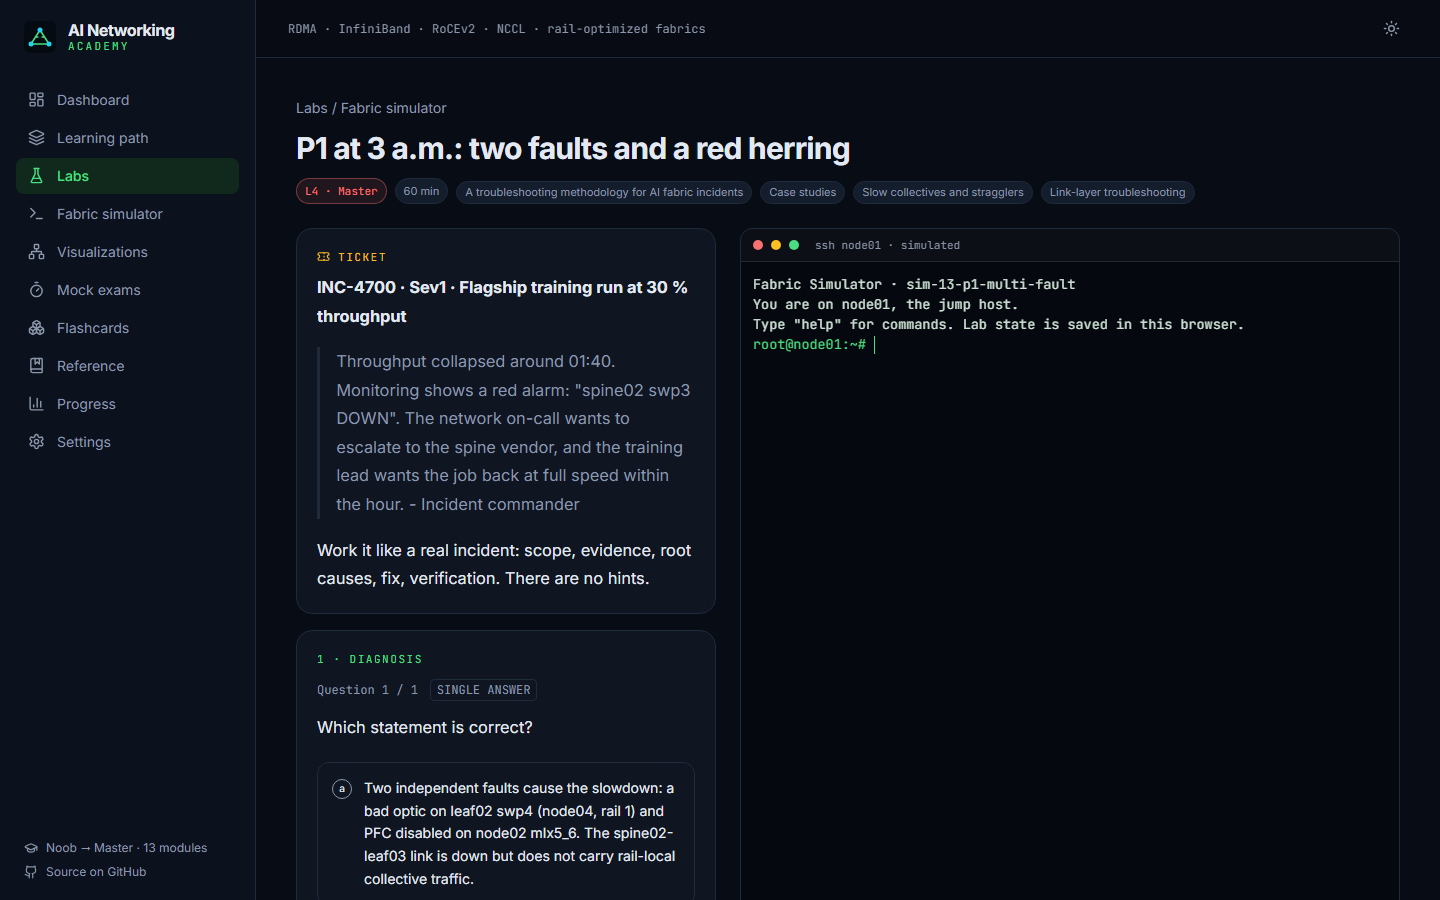 AI Networking
ACADEMY
Dashboard
Learning path
Labs
Fabric simulator
Visualizations
Mock exams
Flashcards
Reference
Progress
Settings
Noob → Master · 13 modules
Source on GitHub
RDMA · InfiniBand · RoCEv2 · NCCL · rail-optimized fabrics
Labs / Fabric simulator
P1 at 3 a.m.: two faults and a red herring
L4 · Master
60 min
A troubleshooting methodology for AI fabric incidents
Case studies
Slow collectives and stragglers
Link-layer troubleshooting
TICKET
INC-4700 · Sev1 · Flagship training run at 30 %
throughput
Throughput collapsed around 01:40.
Monitoring shows a red alarm: "spine02 swp3
DOWN". The network on-call wants to
escalate to the spine vendor, and the training
lead wants the job back at full speed within
the hour. - Incident commander
Work it like a real incident: scope, evidence, root
causes, fix, verification. There are no hints.
1 · DIAGNOSIS
Question 1 / 1 SINGLE ANSWER
Which statement is correct?
a
Two independent faults cause the slowdown: a
bad optic on leaf02 swp4 (node04, rail 1) and
PFC disabled on node02 mlx5_6. The spine02-
leaf03 link is down but does not carry rail-local
collective traffic.
ssh node01 · simulated
Fabric Simulator · sim-13-p1-multi-fault
You are on node01, the jump host.
Type "help" for commands. Lab state is saved in this browser.
root@node01:~#